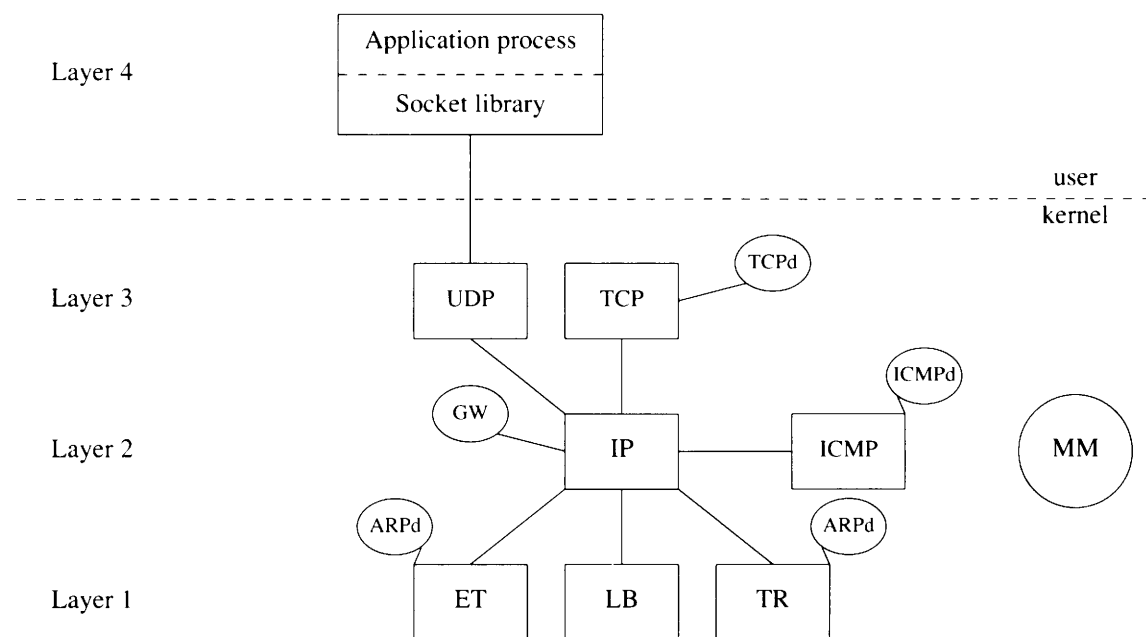 Application process
Layer 4
Socket library
user
kernel
TCPd
Layer 3
UDP
TCP
ICMPd
GW
Layer 2
IP
ICMP
MM
ARPd
ARPd
Layer 1
ET
LB
TR